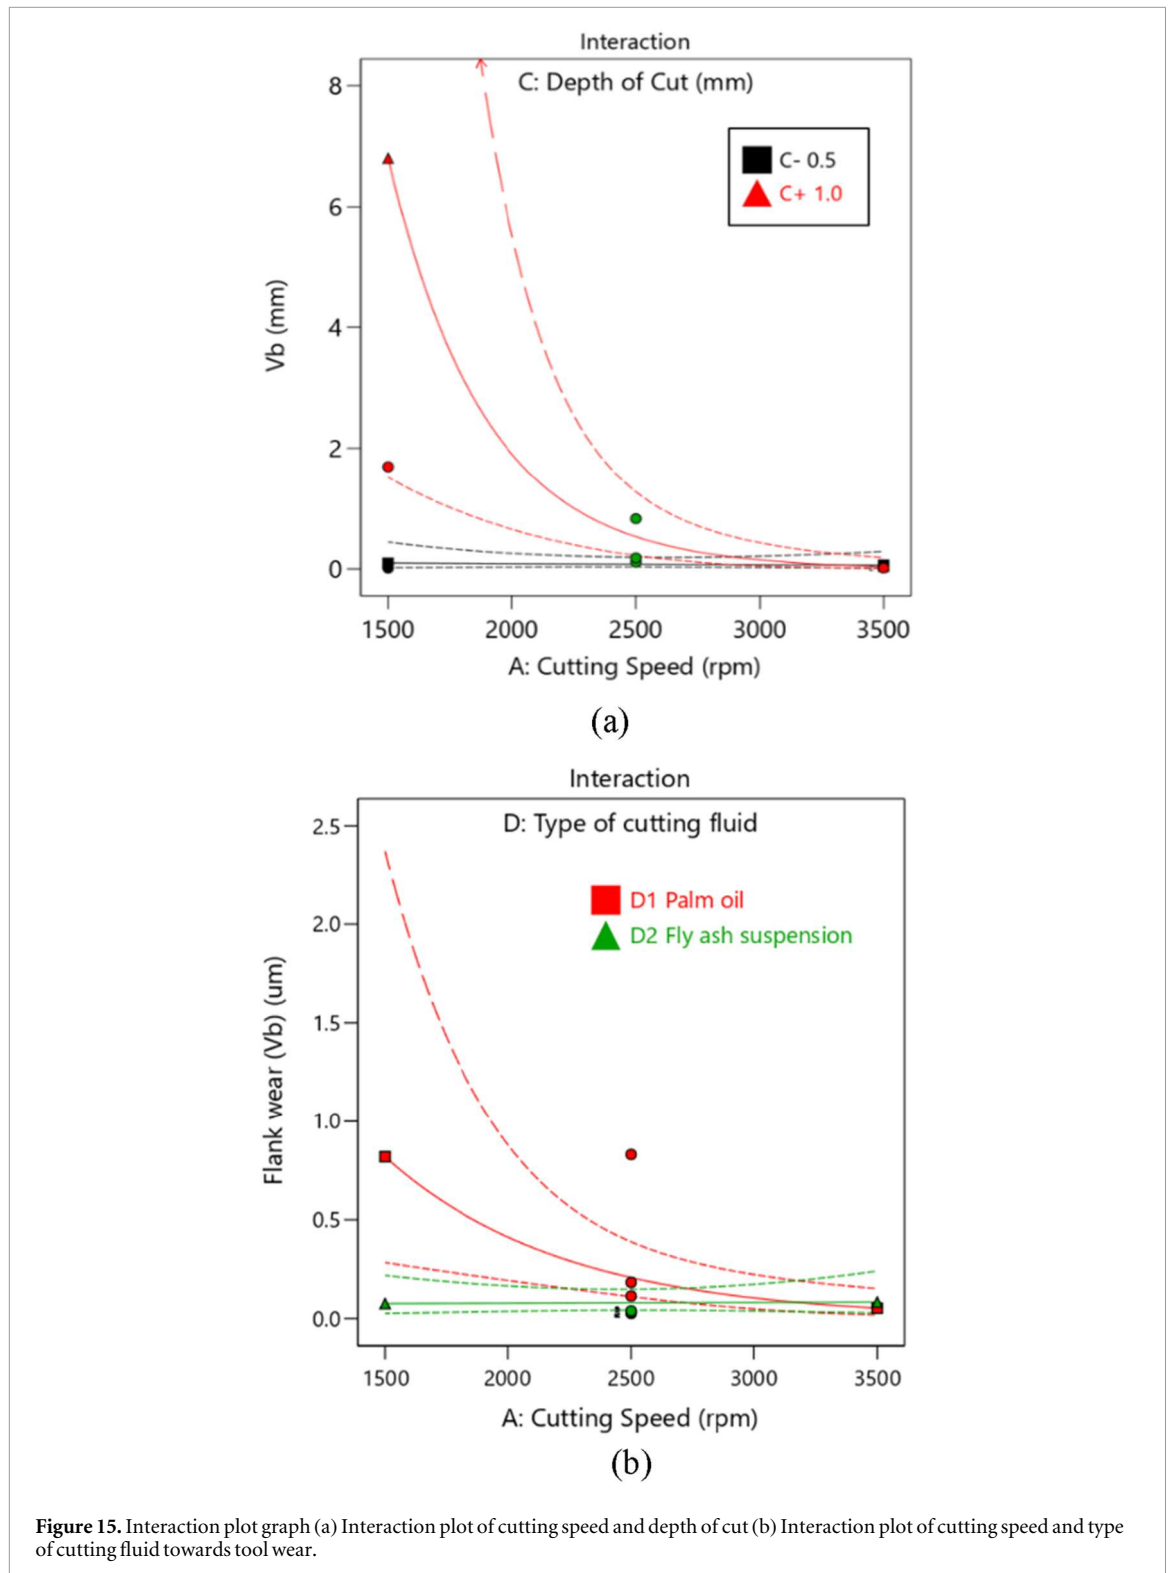 Interaction
C: Depth of Cut (mm)
C- 0.5
C+ 1.0
8
6
4
2
0
Vb (mm)
1500 2000 2500 3000 3500
A: Cutting Speed (rpm)
(a)
Interaction
D: Type of cutting fluid
D1 Palm oil
D2 Fly ash suspension
2.5
2.0
1.5
1.0
0.5
0.0
Flank wear (Vb) (um)
1500 2000 2500 3000 3500
A: Cutting Speed (rpm)
(b)
Figure 15. Interaction plot graph (a) Interaction plot of cutting speed and depth of cut (b) Interaction plot of cutting speed and type
of cutting fluid towards tool wear.